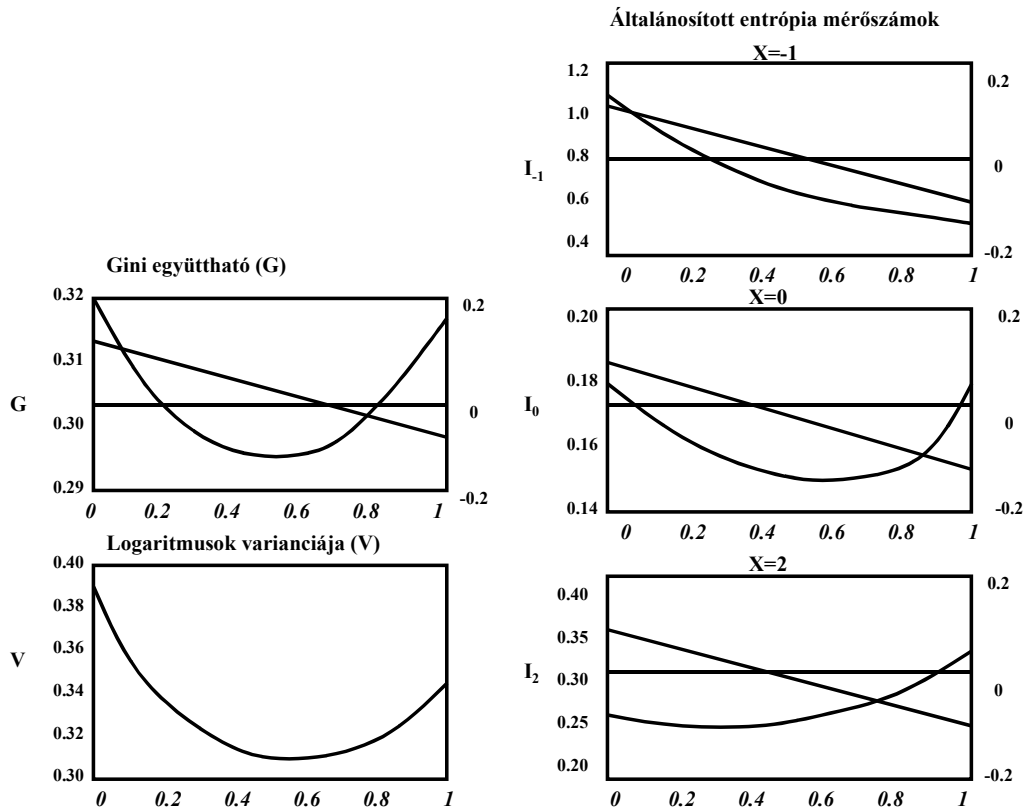 Általánosított entrópia mérőszámok
X=-1
1.2
1.0
0.8
0.6
0.4
I-1
0.2
0
-0.2
0 0.2 0.4 0.6 0.8 1
Gini együttható (G)
0.32
0.31
0.30
0.29
G
0.2
0
-0.2
0 0.2 0.4 0.6 0.8 1
X=0
0.20
0.18
0.16
0.14
I0
0.2
0
-0.2
0 0.2 0.4 0.6 0.8 1
Logaritmusok varianciája (V)
0.40
0.38
0.36
0.34
0.32
0.30
V
0 0.2 0.4 0.6 0.8 1
X=2
0.40
0.35
0.30
0.25
0.20
I2
0.2
0
-0.2
0 0.2 0.4 0.6 0.8 1